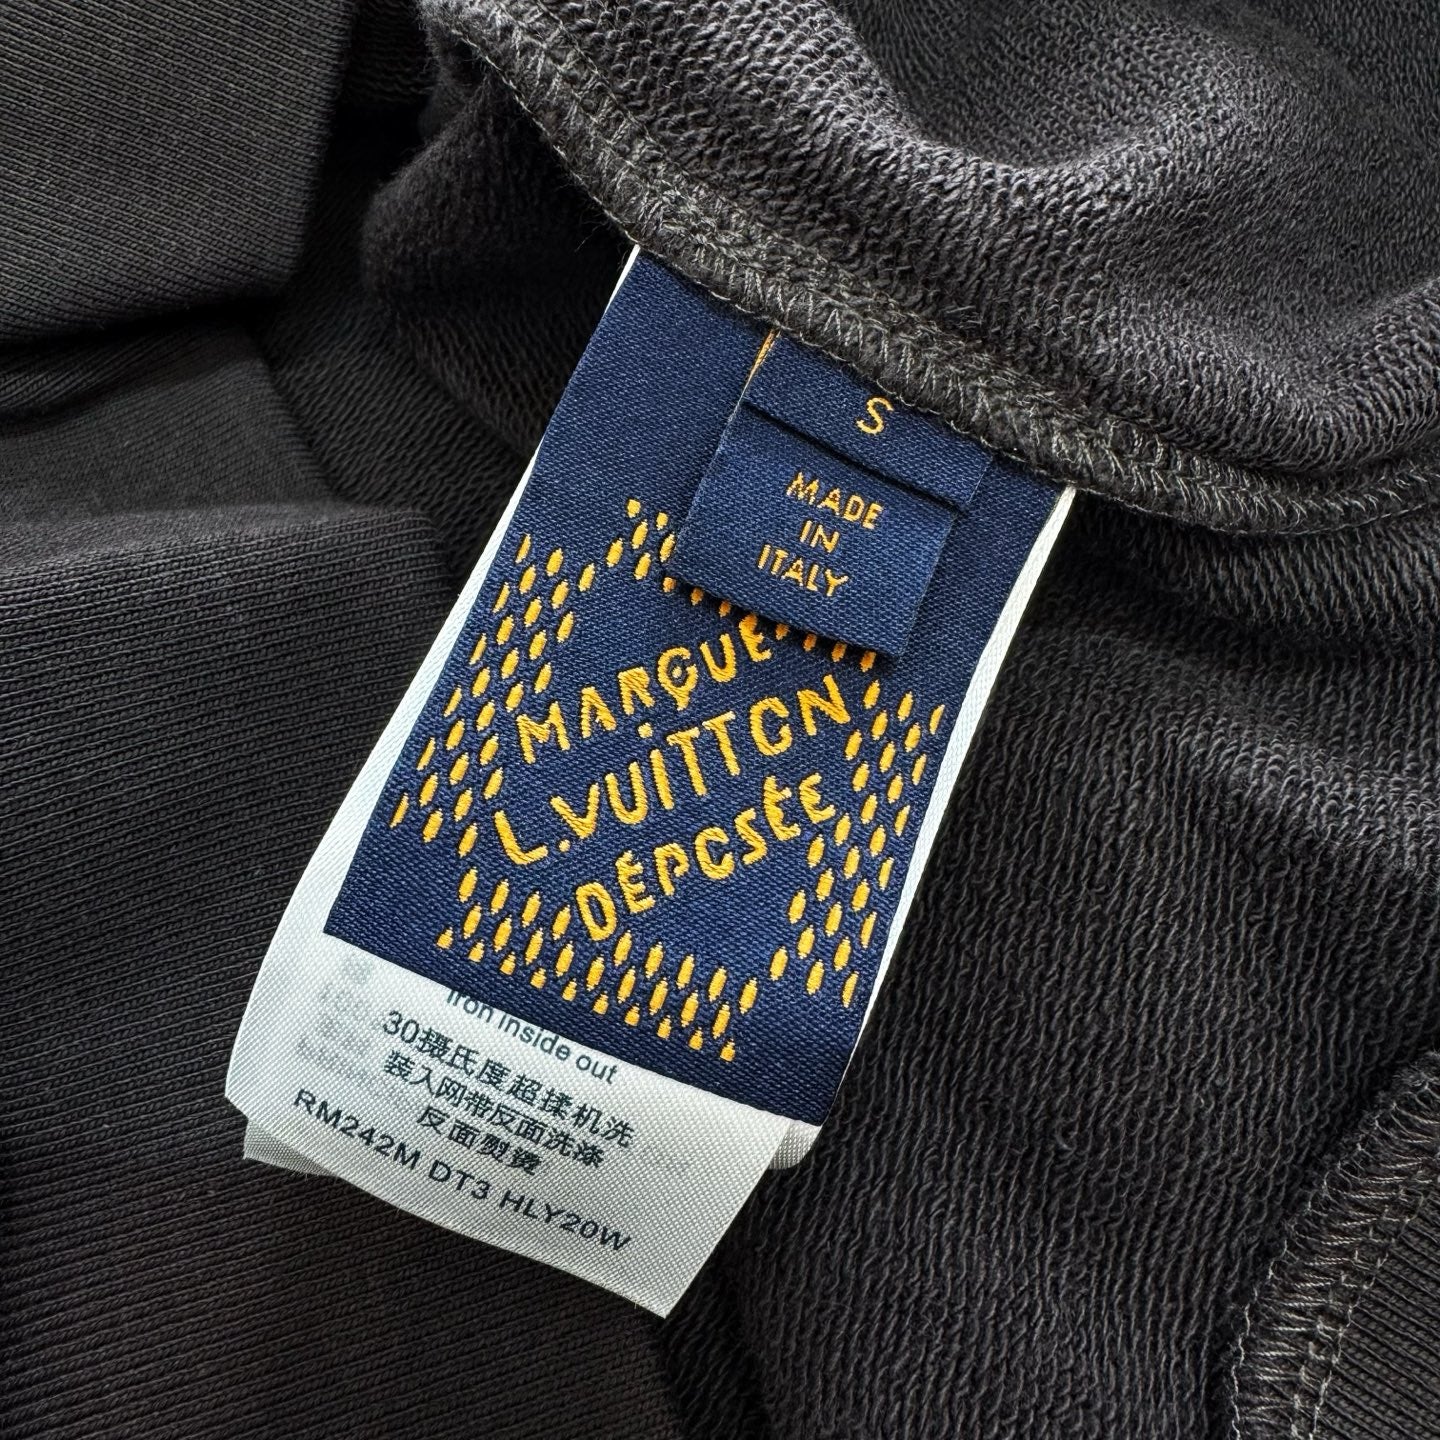 S
MADE
IN
ITALY
MARQUE
L.VUITTON
DÉPOSÉE
iron inside out
30摄氏度超揉机洗
装入网带反面洗涤
反面熨烫
RM242M DT3 HLY20W